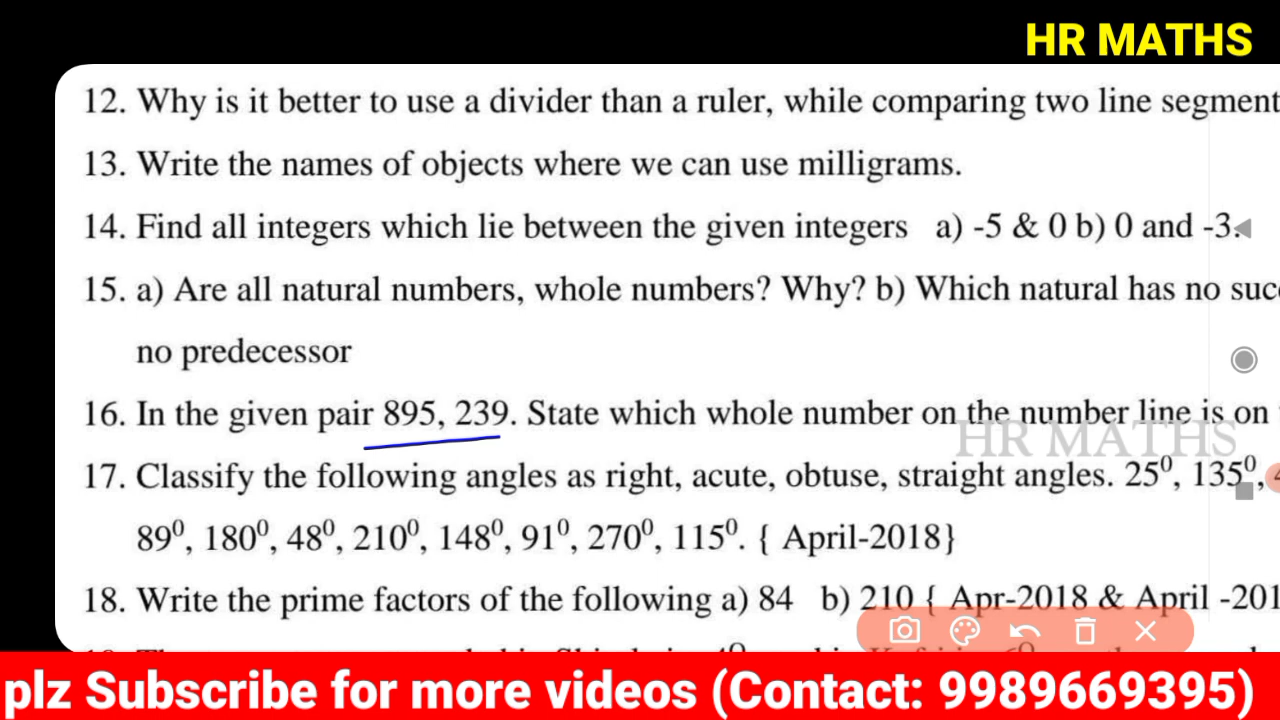 HR MATHS
12. Why is it better to use a divider than a ruler, while comparing two line segment
13. Write the names of objects where we can use milligrams.
14. Find all integers which lie between the given integers a) -5 & 0 b) 0 and -3.
15. a) Are all natural numbers, whole numbers? Why? b) Which natural has no suc
no predecessor
16. In the given pair 895, 239. State which whole number on the number line is on
HR MATHS
17. Classify the following angles as right, acute, obtuse, straight angles. 25⁰, 135⁰,
89⁰, 180⁰, 48⁰, 210⁰, 148⁰, 91⁰, 270⁰, 115⁰. { April-2018}
18. Write the prime factors of the following a) 84 b) 210 { Apr-2018 & April -201
plz Subscribe for more videos (Contact: 9989669395)